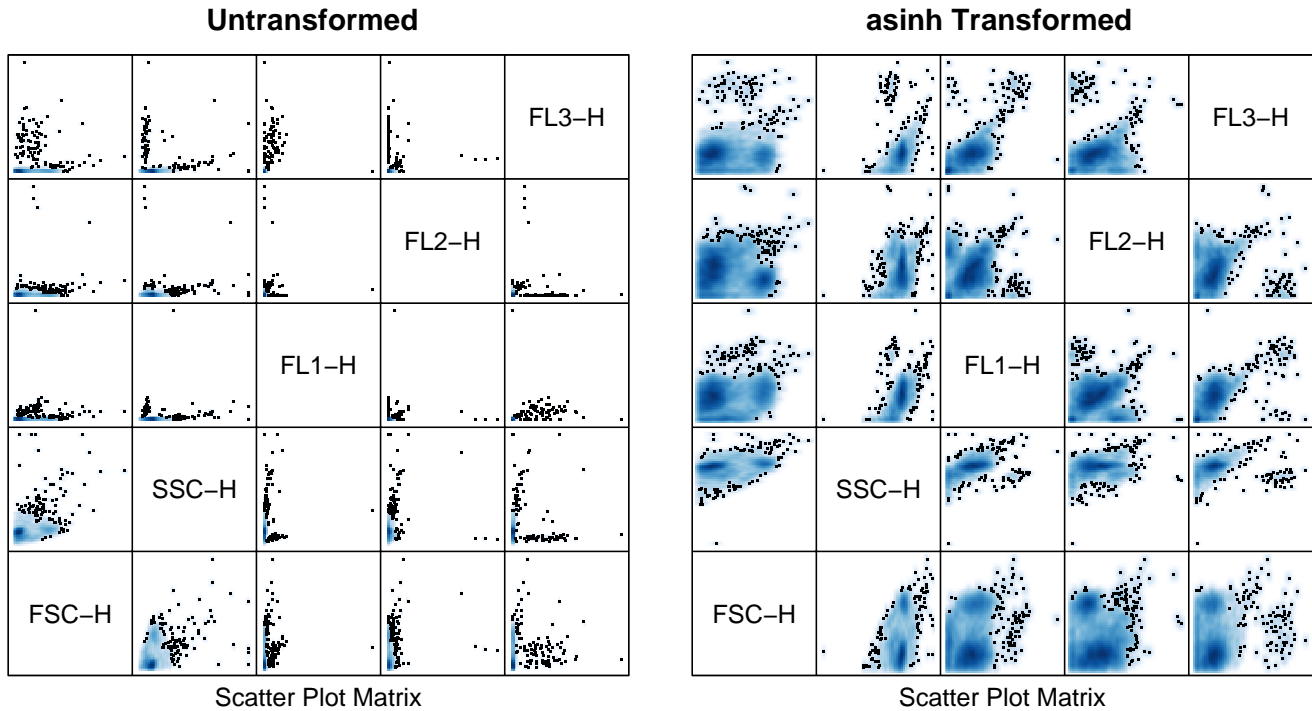 Untransformed
asinh Transformed
FL3−H
FL3−H
FL2−H
FL2−H
FL1−H
FL1−H
SSC−H
SSC−H
FSC−H
FSC−H
Scatter Plot Matrix
Scatter Plot Matrix